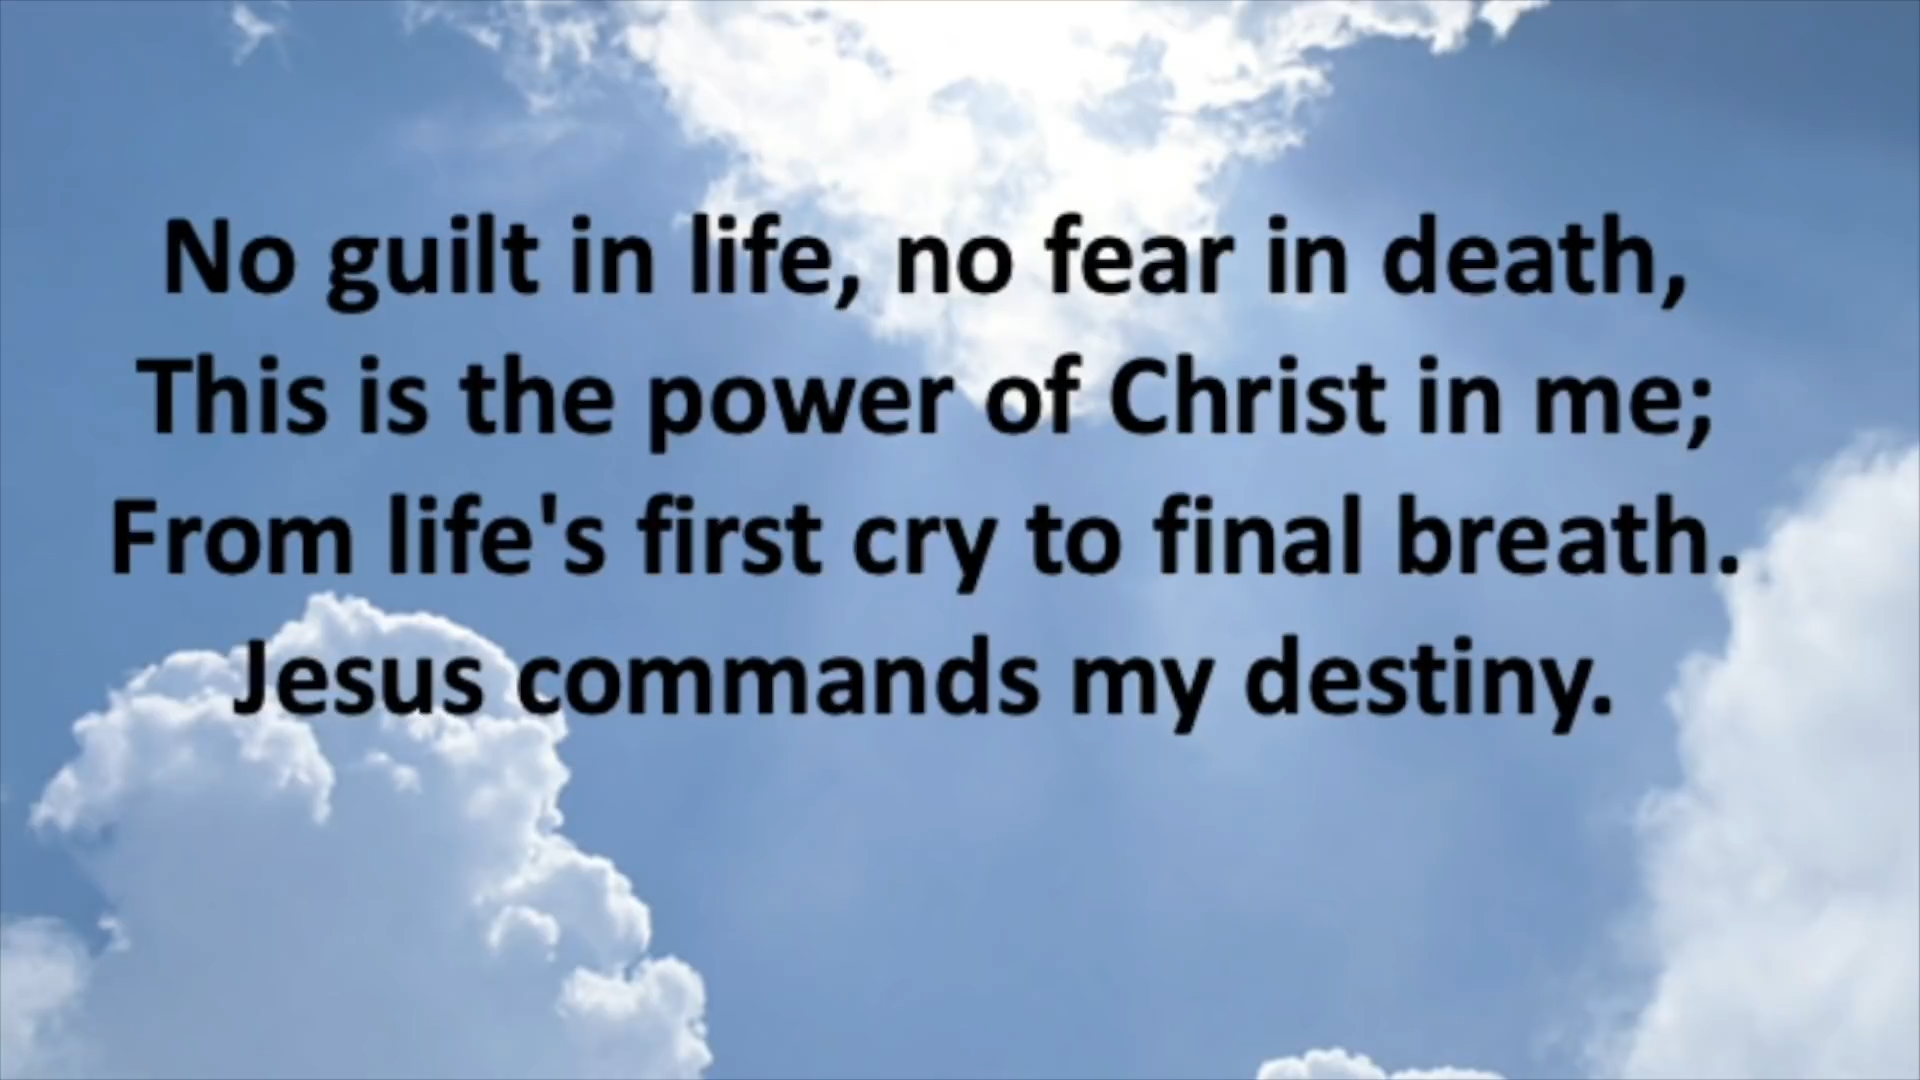 No guilt in life, no fear in death,
This is the power of Christ in me;
From life's first cry to final breath.
Jesus commands my destiny.